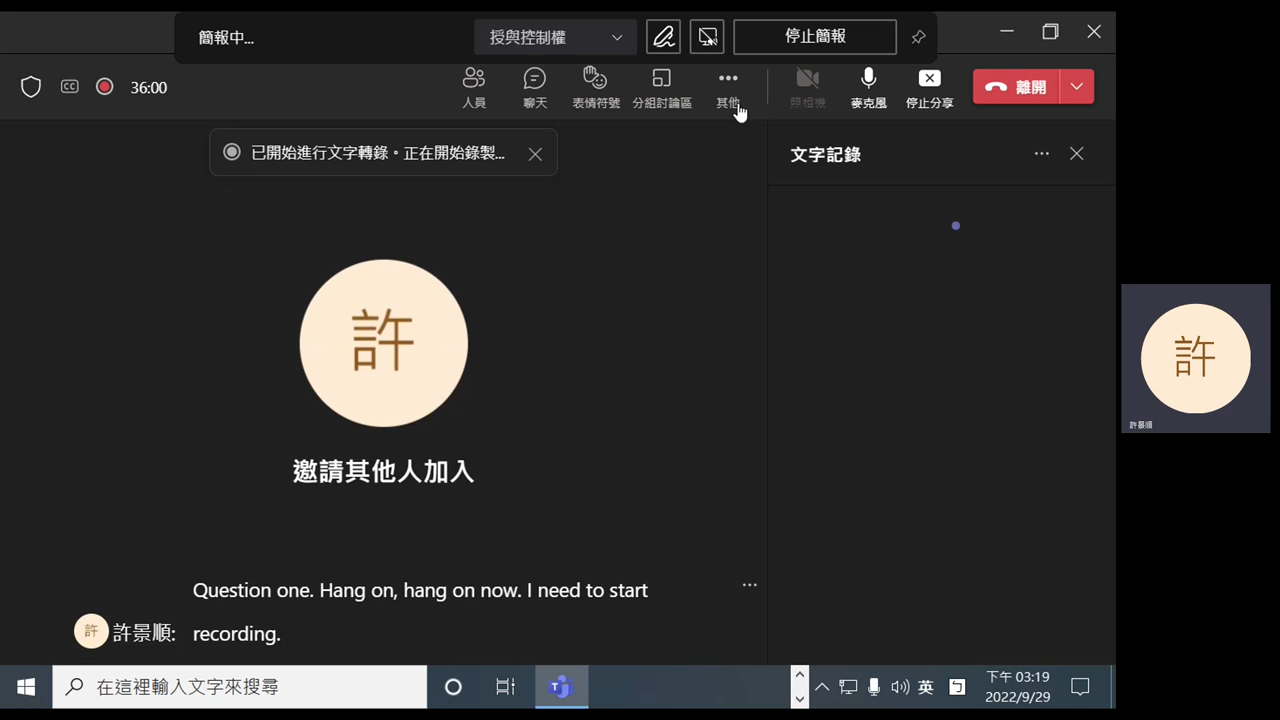 簡報中...
授與控制權
停止簡報
CC
36:00
人員
聊天
表情符號
分組討論區
其他
照相機
麥克風
停止分享
離開
已開始進行文字轉錄。正在開始錄製...
文字記錄
許
邀請其他人加入
許
許景順
Question one. Hang on, hang on now. I need to start
許
許景順:
recording.
在這裡輸入文字來搜尋
英
ㄅ
下午 03:19
2022/9/29